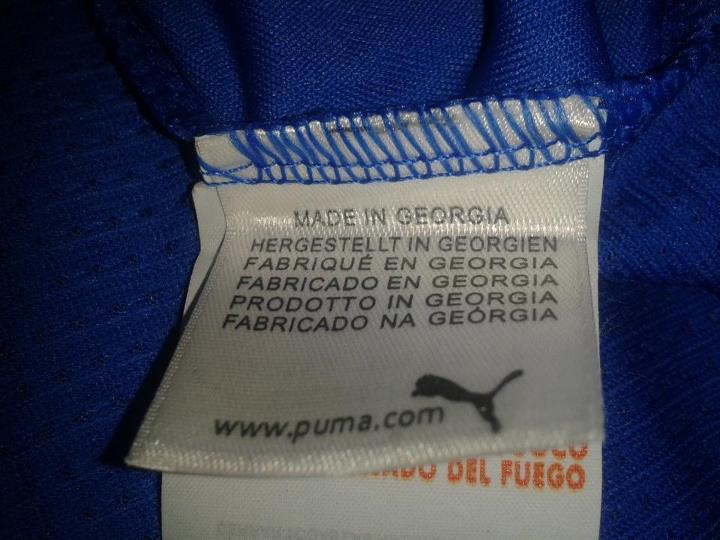 MADE IN GEORGIA
HERGESTELLT IN GEORGIEN
FABRIQUÉ EN GEORGIA
FABRICADO EN GEORGIA
PRODOTTO IN GEORGIA
FABRICADO NA GEÓRGIA
www.puma.com
DEL FUEGO